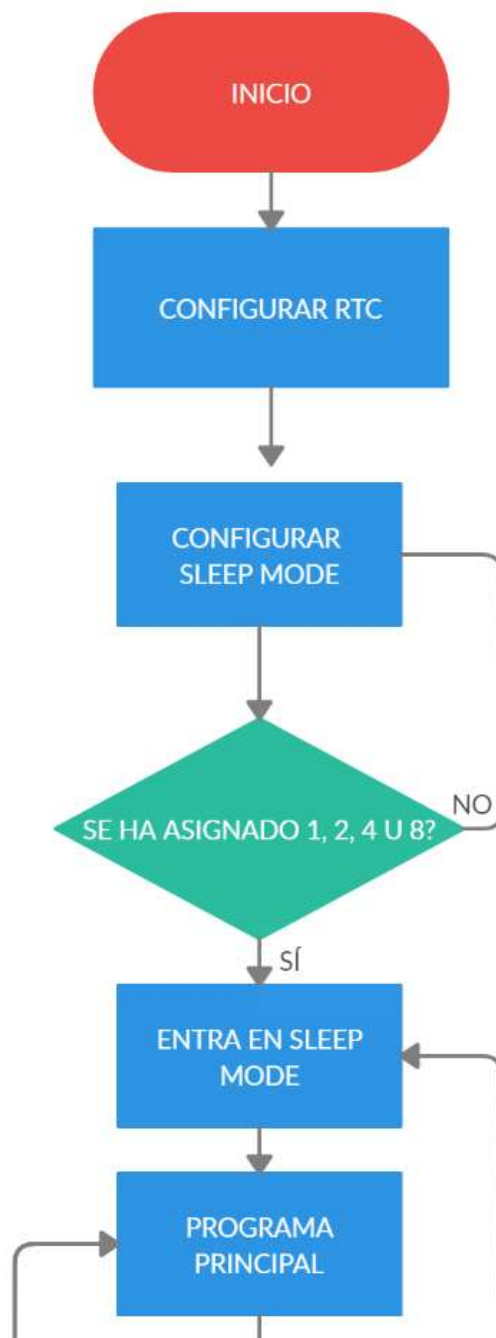 INICIO
CONFIGURAR RTC
CONFIGURAR
SLEEP MODE
SE HA ASIGNADO 1, 2, 4 U 8?
NO
SÍ
ENTRA EN SLEEP
MODE
PROGRAMA
PRINCIPAL